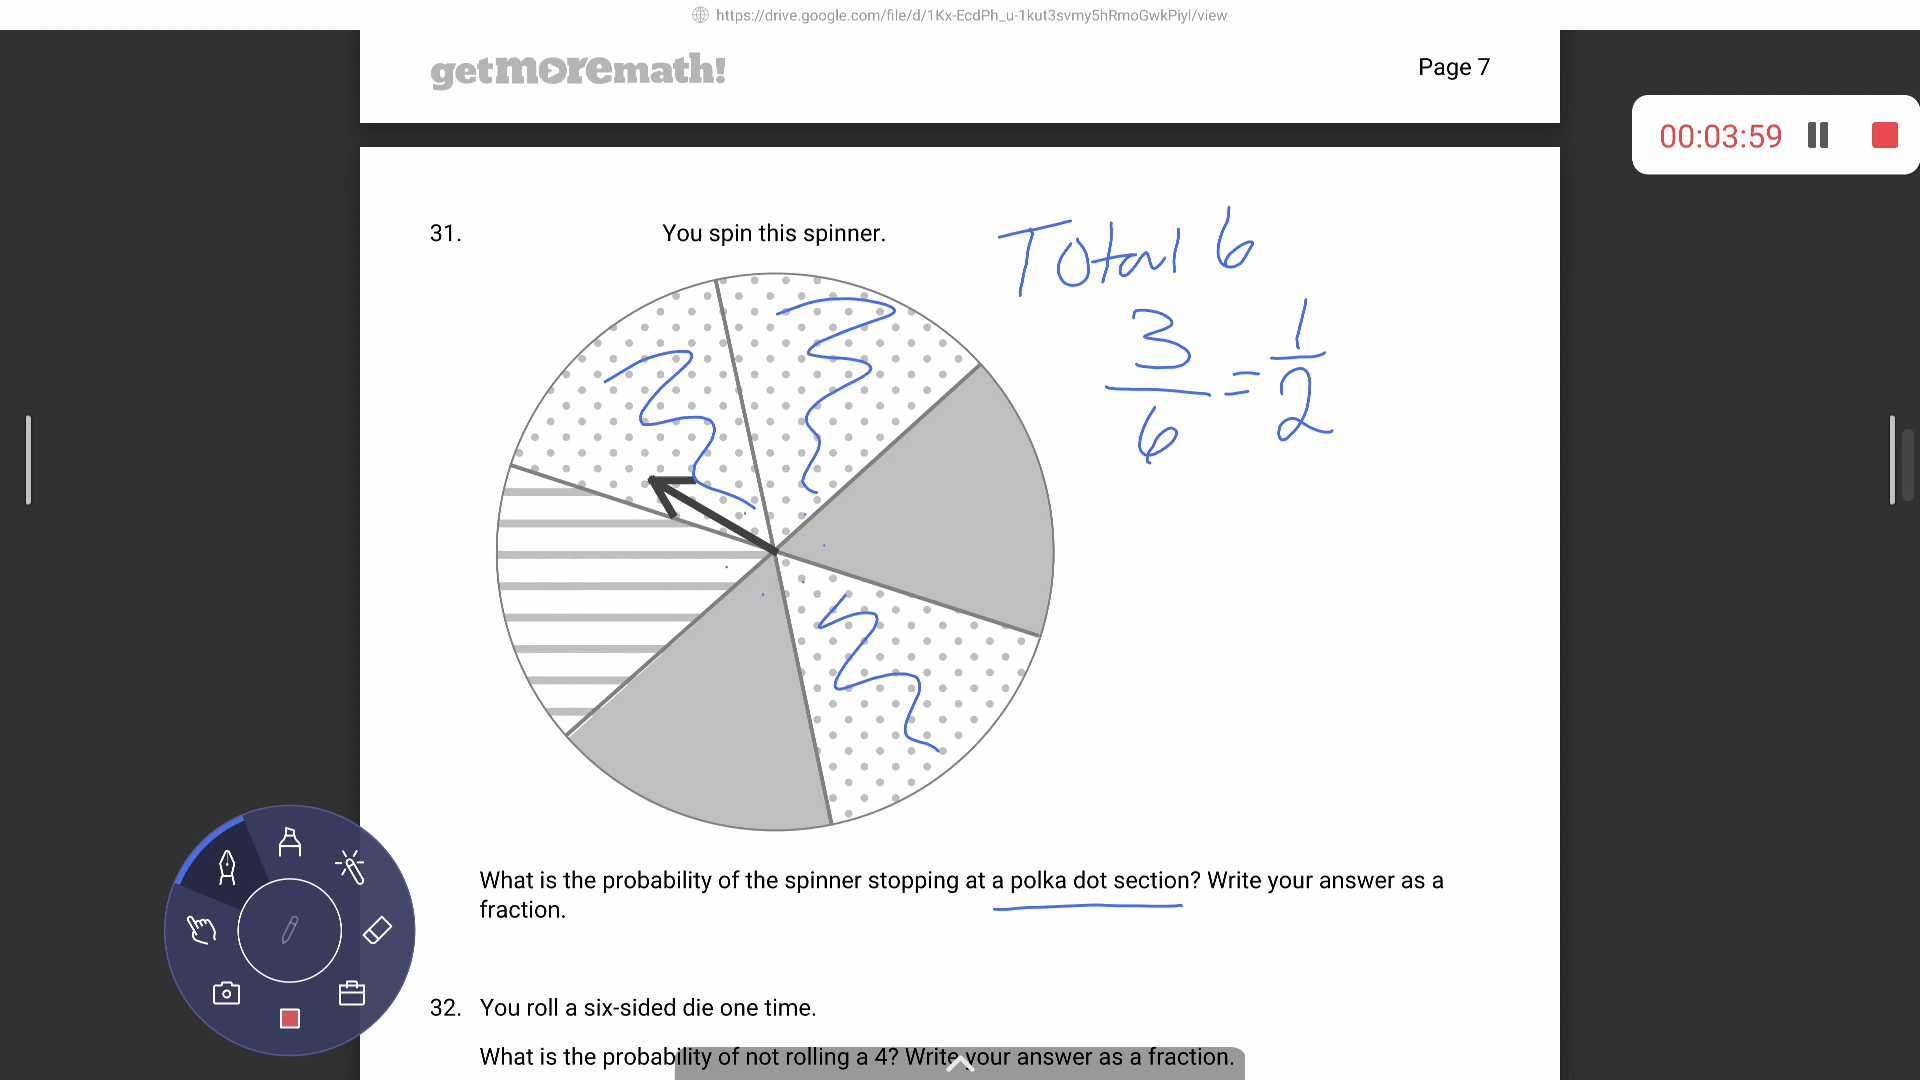 https://drive.google.com/file/d/1Kx-EcdPh_u-1kut3svmy5hRmoGwkPiyl/view
getmoremath!
Page 7
00:03:59
31.
You spin this spinner.
Total 6
3/6 = 1/2
What is the probability of the spinner stopping at a polka dot section? Write your answer as a
fraction.
32. You roll a six-sided die one time.
What is the probability of not rolling a 4? Write your answer as a fraction.